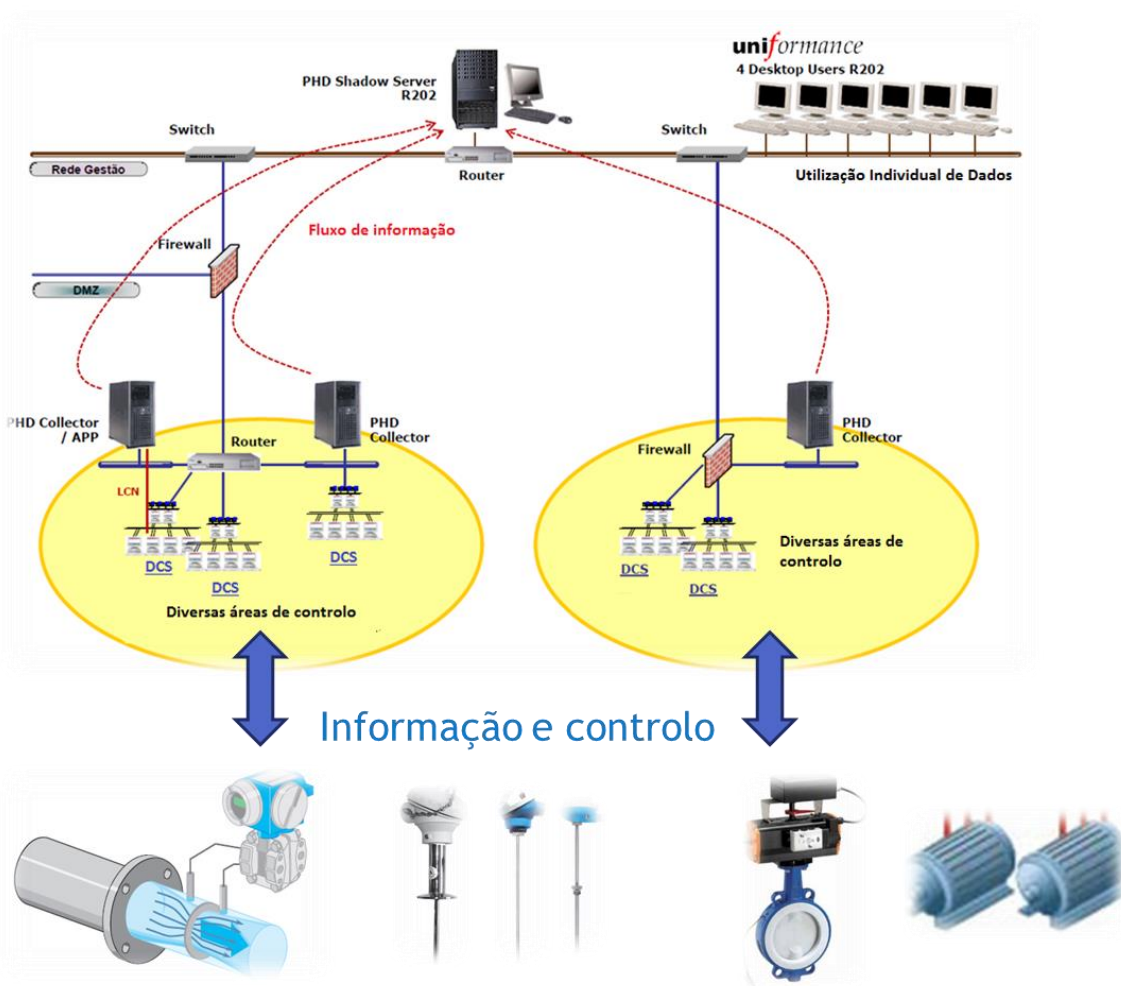 uniformance
4 Desktop Users R202
PHD Shadow Server
R202
Switch
Switch
Rede Gestão
Router
Utilização Individual de Dados
Fluxo de informação
Firewall
DMZ
PHD Collector
/ APP
PHD
Collector
PHD
Collector
Router
Firewall
LCN
DCS
DCS
DCS
Diversas áreas de controlo
DCS
DCS
Diversas áreas de
controlo
Informação e controlo